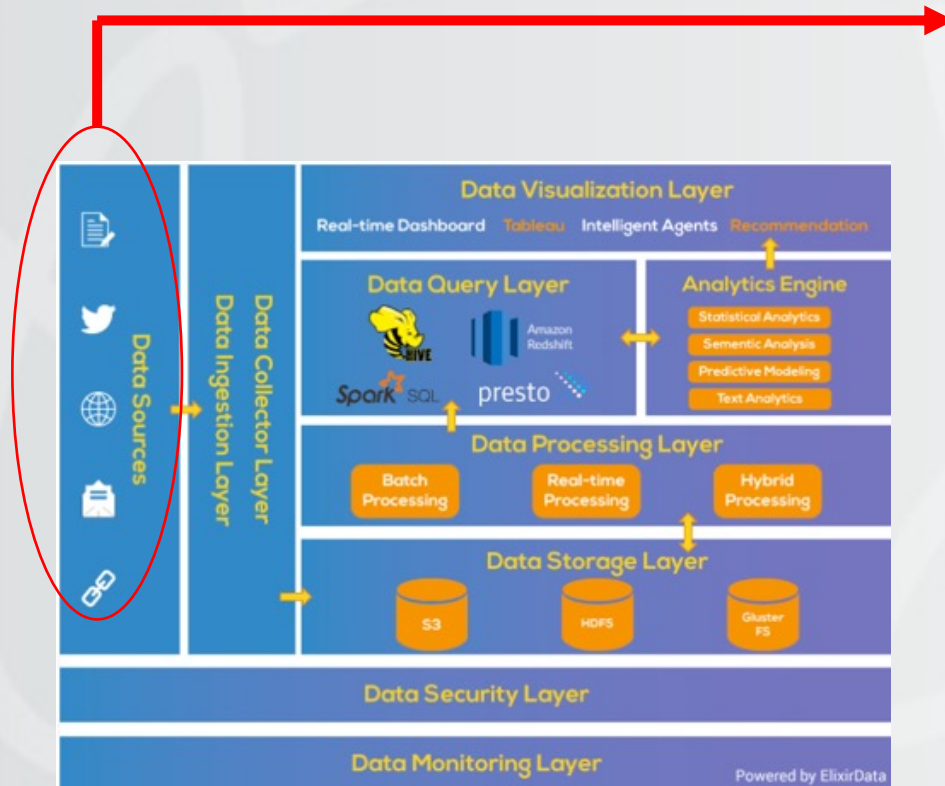 Data Sources
Data Ingestion Layer
Data Collector Layer
Data Visualization Layer
Real-time Dashboard Tableau Intelligent Agents Recommendation
Data Query Layer
HIVE
Amazon
Redshift
Spark SQL
presto
Analytics Engine
Statistical Analytics
Sementic Analysis
Predictive Modeling
Text Analytics
Data Processing Layer
Batch
Processing
Real-time
Processing
Hybrid
Processing
Data Storage Layer
S3
HDFS
Gluster
FS
Data Security Layer
Data Monitoring Layer
Powered by ElixirData